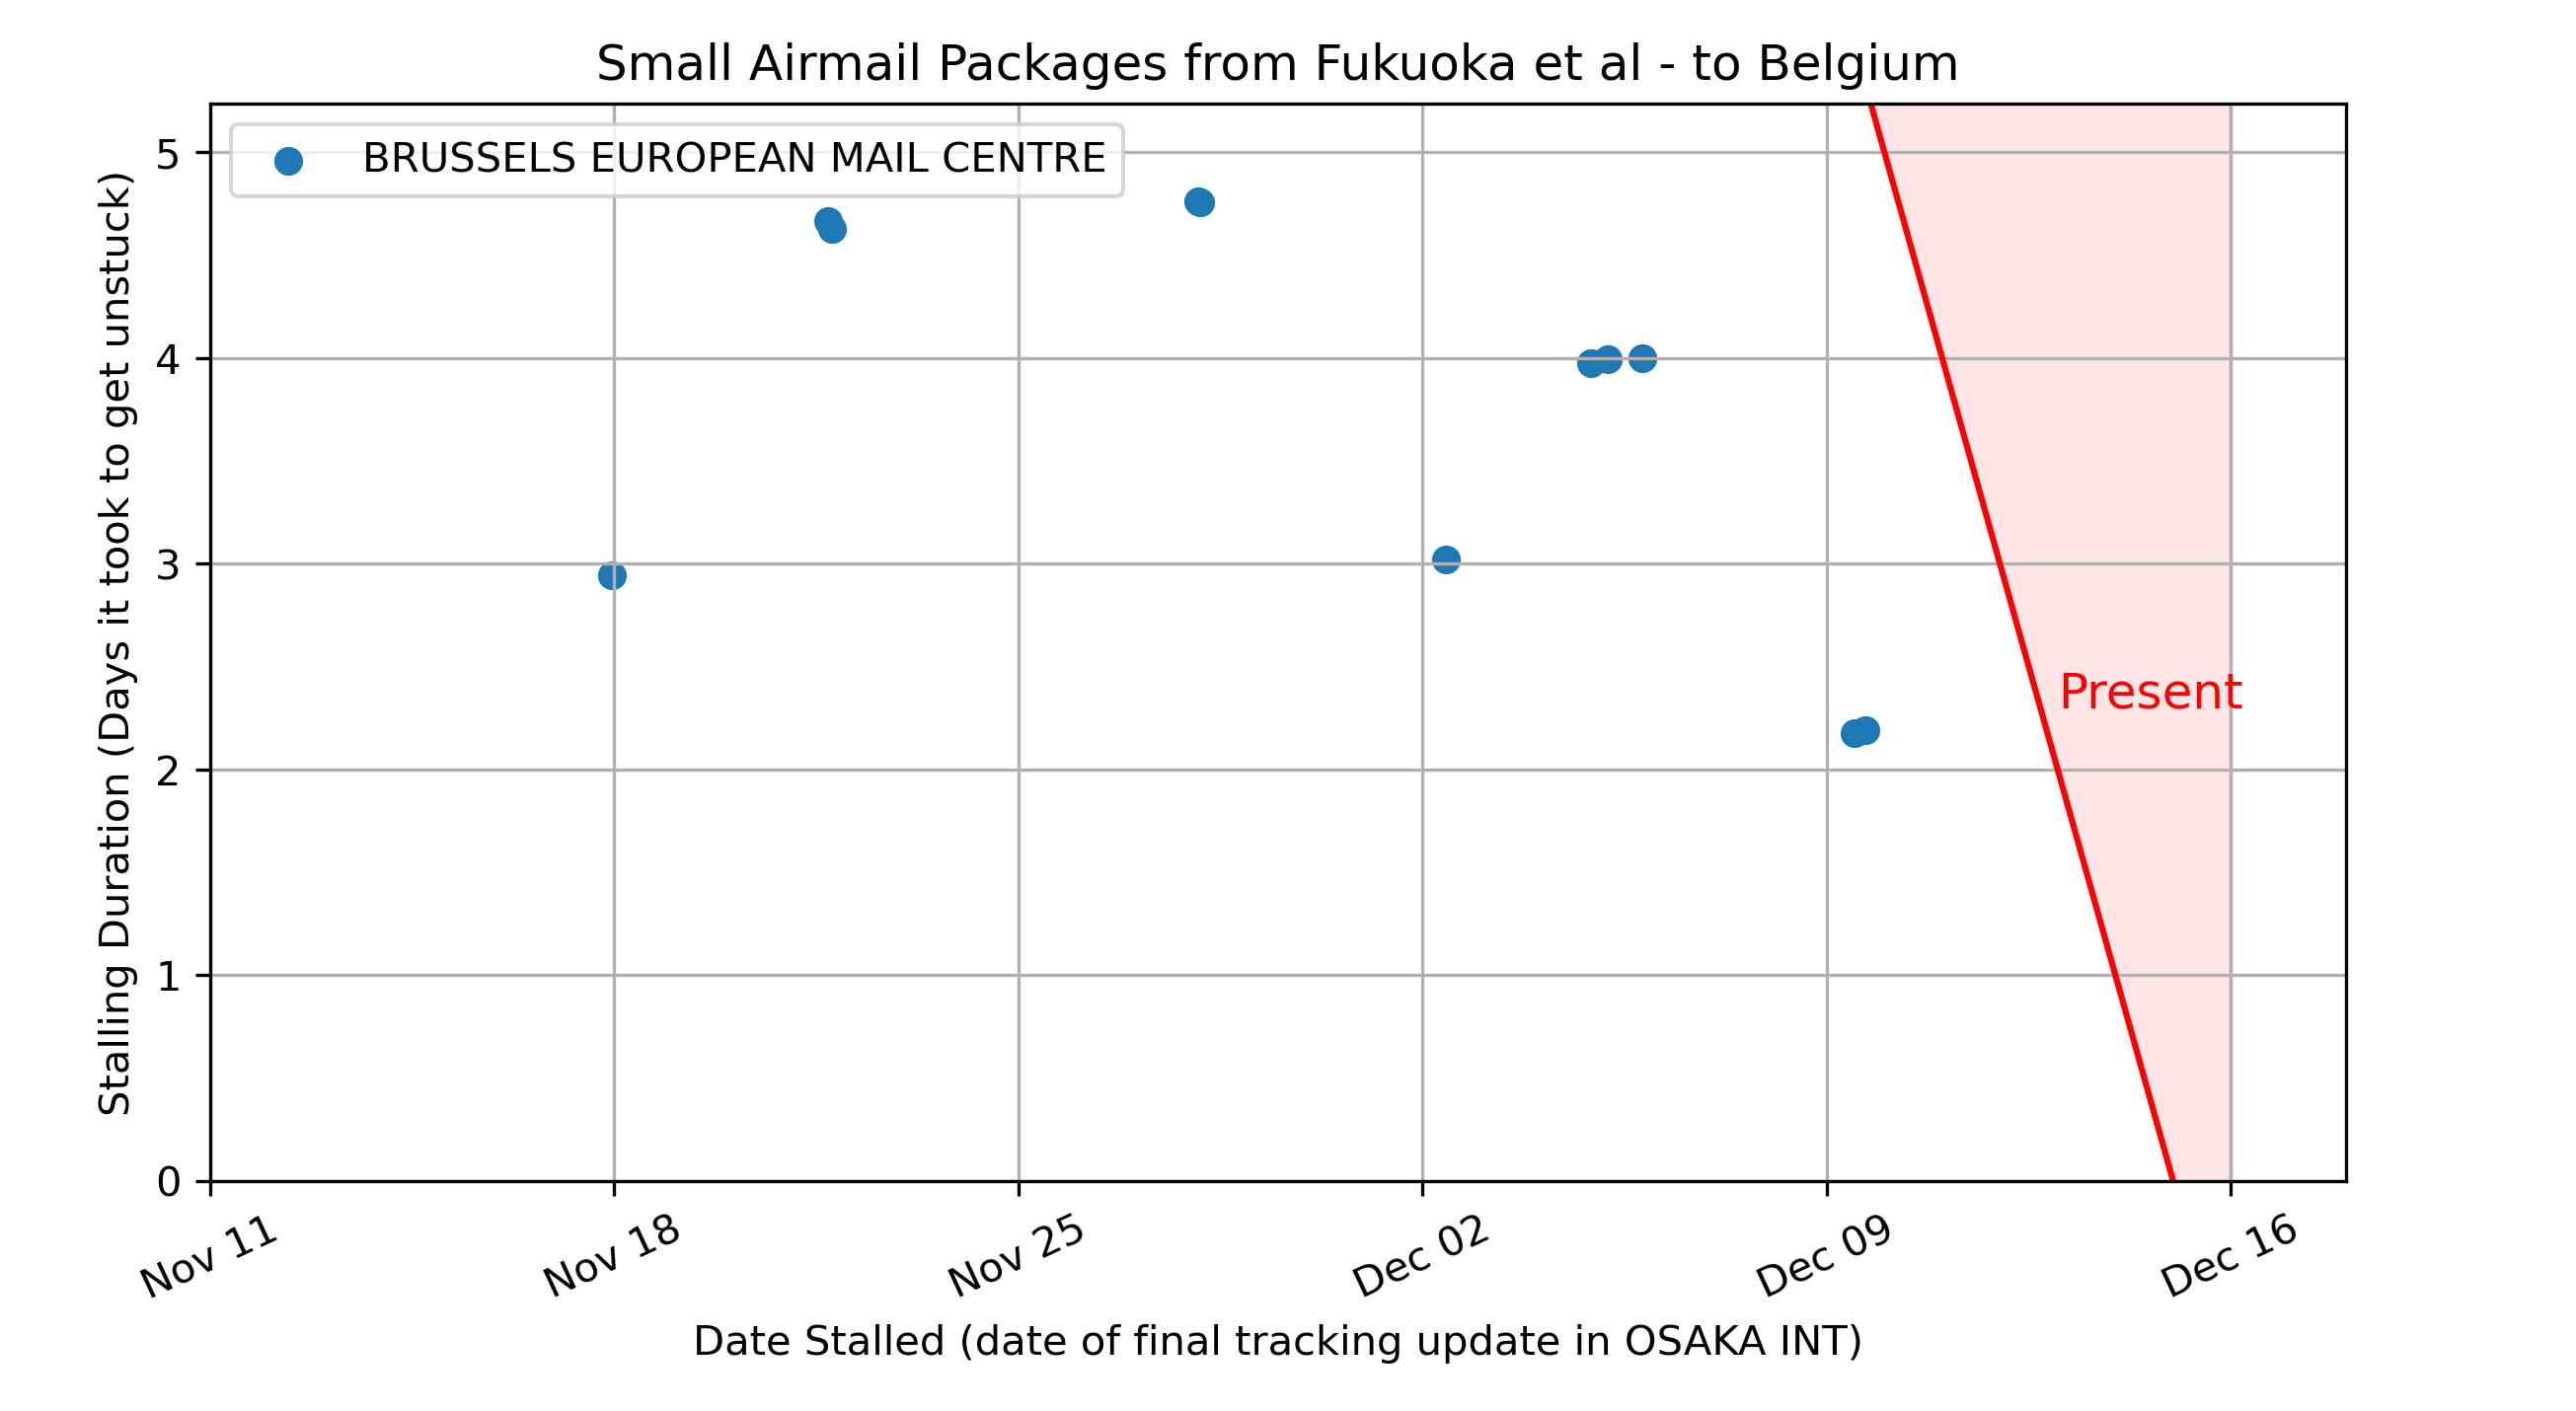 Small Airmail Packages from Fukuoka et al - to Belgium
BRUSSELS EUROPEAN MAIL CENTRE
Stalling Duration (Days it took to get unstuck)
5
4
3
2
1
0
Present
Nov 11
Nov 18
Nov 25
Dec 02
Dec 09
Dec 16
Date Stalled (date of final tracking update in OSAKA INT)